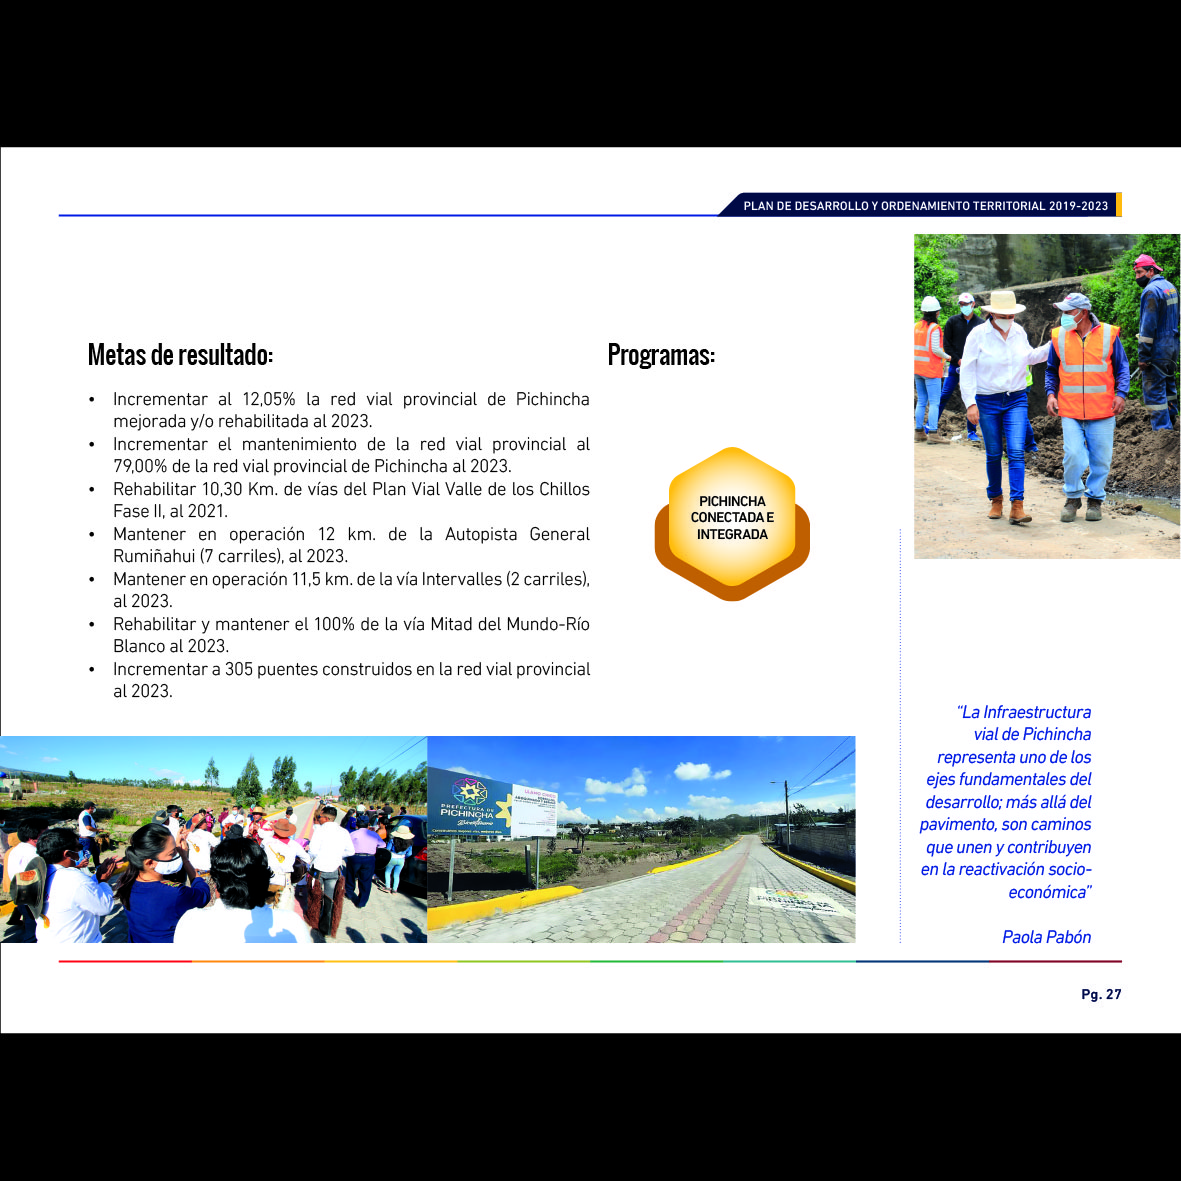 PLAN DE DESARROLLO Y ORDENAMIENTO TERRITORIAL 2019-2023
Metas de resultado:
• Incrementar al 12,05% la red vial provincial de Pichincha
mejorada y/o rehabilitada al 2023.
• Incrementar el mantenimiento de la red vial provincial al
79,00% de la red vial provincial de Pichincha al 2023.
• Rehabilitar 10,30 Km. de vías del Plan Vial Valle de los Chillos
Fase II, al 2021.
• Mantener en operación 12 km. de la Autopista General
Rumiñahui (7 carriles), al 2023.
• Mantener en operación 11,5 km. de la vía Intervalles (2 carriles),
al 2023.
• Rehabilitar y mantener el 100% de la vía Mitad del Mundo-Río
Blanco al 2023.
• Incrementar a 305 puentes construidos en la red vial provincial
al 2023.
Programas:
PICHINCHA
CONECTADA E
INTEGRADA
PREFECTURA DE
PICHINCHA
“La Infraestructura
vial de Pichincha
representa uno de los
ejes fundamentales del
desarrollo; más allá del
pavimento, son caminos
que unen y contribuyen
en la reactivación socio-
económica”
Paola Pabón
Pg. 27